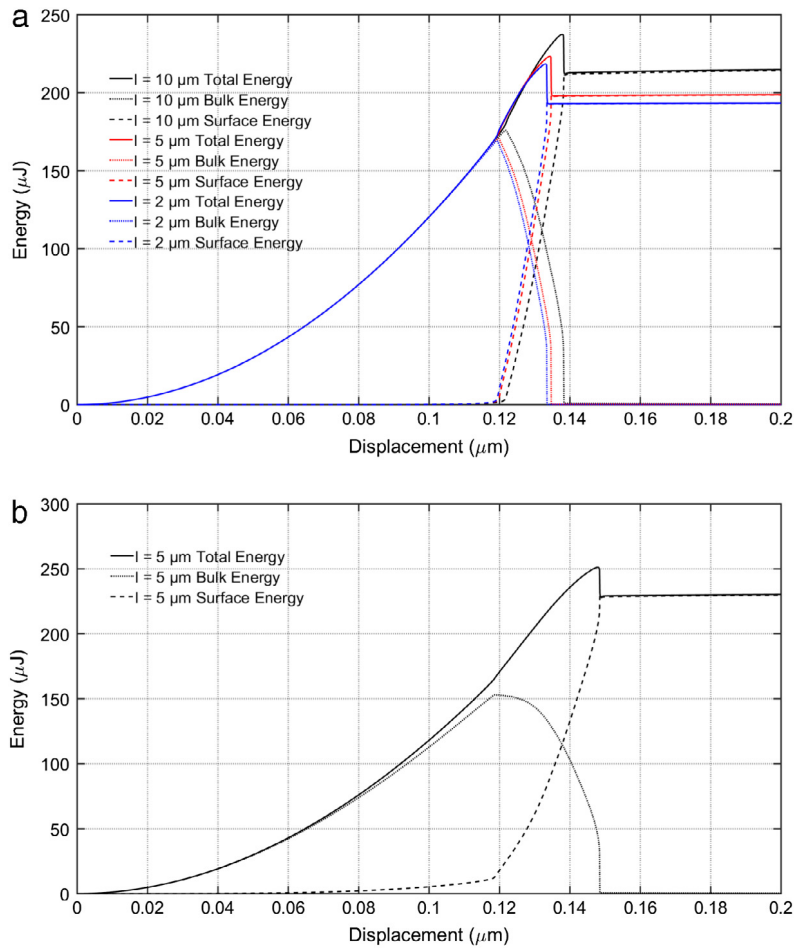 a
250
200
150
100
50
0
Energy (μJ)
l = 10 μm Total Energy
l = 10 μm Bulk Energy
l = 10 μm Surface Energy
l = 5 μm Total Energy
l = 5 μm Bulk Energy
l = 5 μm Surface Energy
l = 2 μm Total Energy
l = 2 μm Bulk Energy
l = 2 μm Surface Energy
0 0.02 0.04 0.06 0.08 0.1 0.12 0.14 0.16 0.18 0.2
Displacement (μm)
b
300
250
200
150
100
50
0
Energy (μJ)
l = 5 μm Total Energy
l = 5 μm Bulk Energy
l = 5 μm Surface Energy
0 0.02 0.04 0.06 0.08 0.1 0.12 0.14 0.16 0.18 0.2
Displacement (μm)